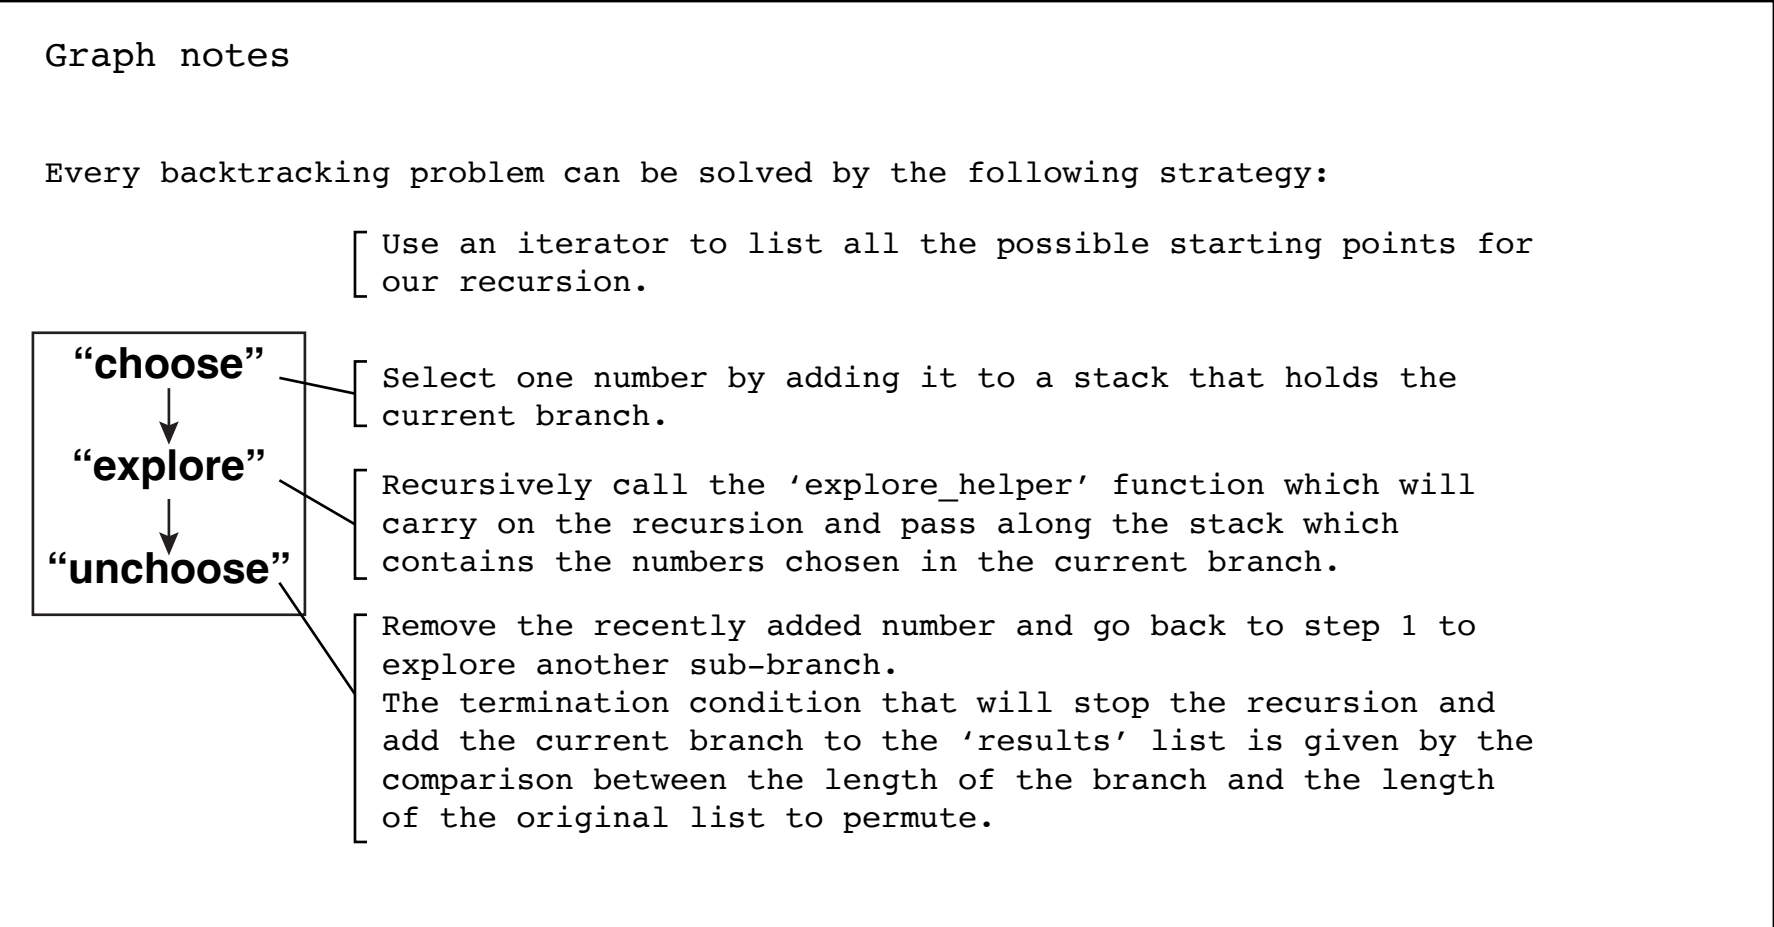 Graph notes
Every backtracking problem can be solved by the following strategy:
Use an iterator to list all the possible starting points for
our recursion.
“choose”
Select one number by adding it to a stack that holds the
current branch.
“explore”
Recursively call the ‘explore_helper’ function which will
carry on the recursion and pass along the stack which
contains the numbers chosen in the current branch.
“unchoose”
Remove the recently added number and go back to step 1 to
explore another sub-branch.
The termination condition that will stop the recursion and
add the current branch to the ‘results’ list is given by the
comparison between the length of the branch and the length
of the original list to permute.